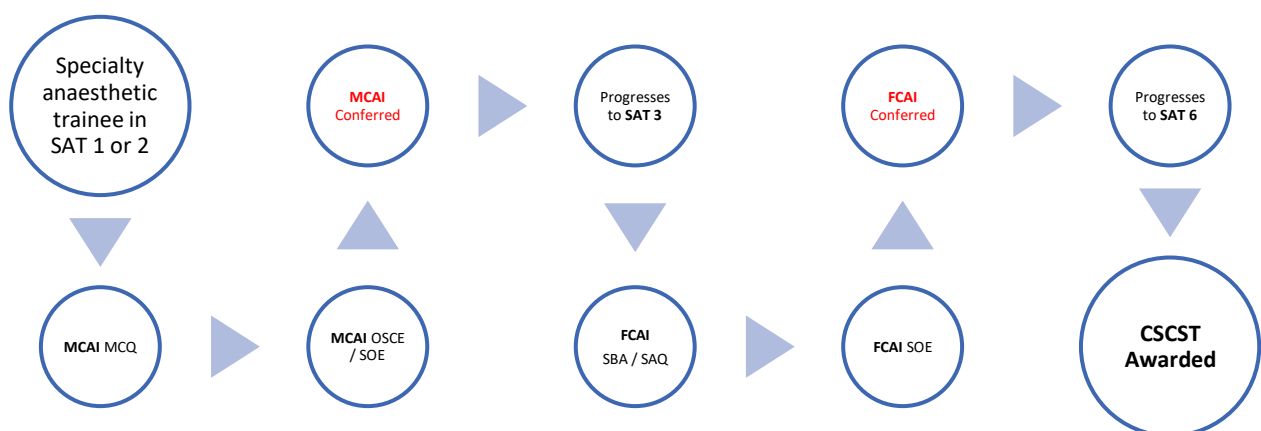 Specialty
anaesthetic
trainee in
SAT 1 or 2
MCAI MCQ
MCAI OSCE
/ SOE
MCAI
Conferred
Progresses
to SAT 3
FCAI
SBA / SAQ
FCAI SOE
FCAI
Conferred
Progresses
to SAT 6
CSCST
Awarded